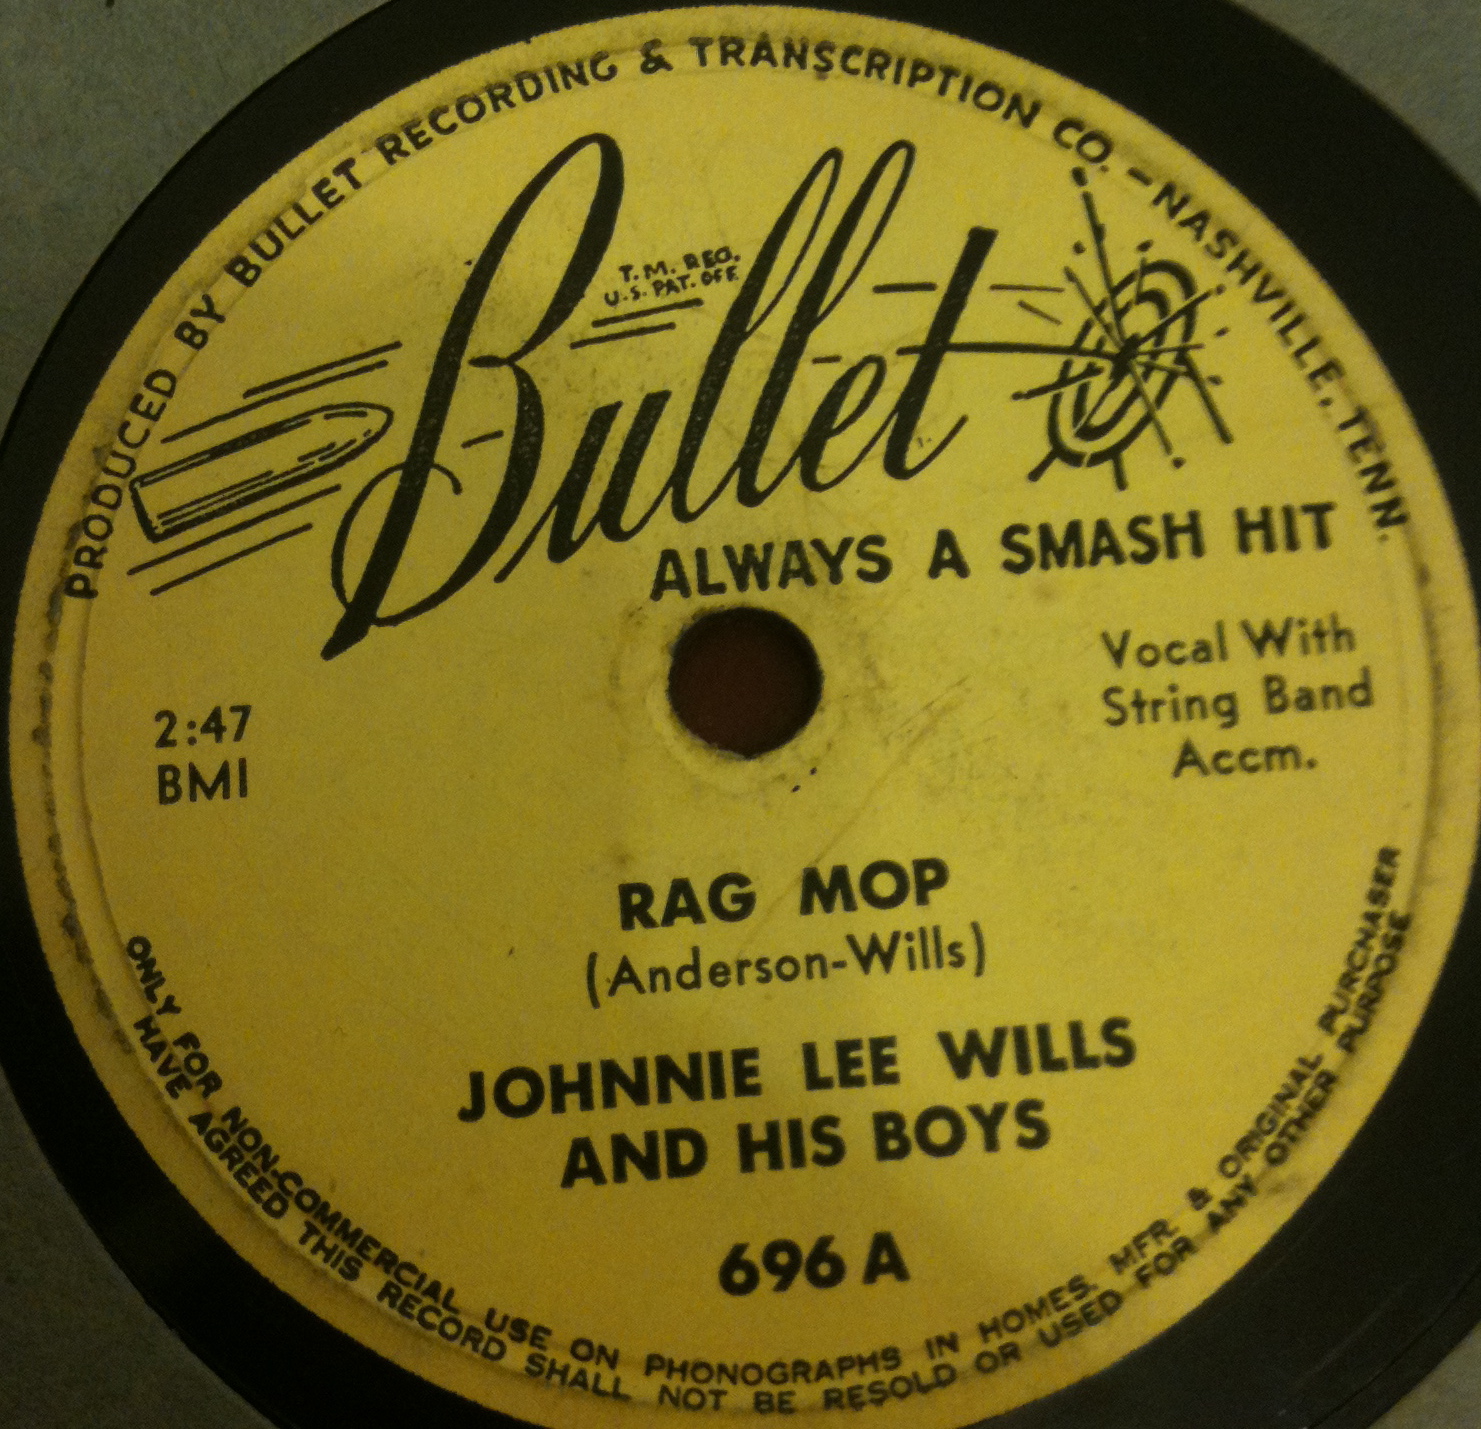 PRODUCED BY BULLET RECORDING & TRANSCRIPTION CO. – NASHVILLE, TENN.
Bullet
T.M. REG.
U.S. PAT. OFF.
ALWAYS A SMASH HIT
Vocal With
String Band
Accm.
2:47
BMI
RAG MOP
(Anderson-Wills)
JOHNNIE LEE WILLS
AND HIS BOYS
696 A
ONLY FOR NON-COMMERCIAL USE ON PHONOGRAPHS IN HOMES. MFR. & ORIGINAL PURCHASER
HAVE AGREED THIS RECORD SHALL NOT BE RESOLD OR USED FOR ANY OTHER PURPOSE